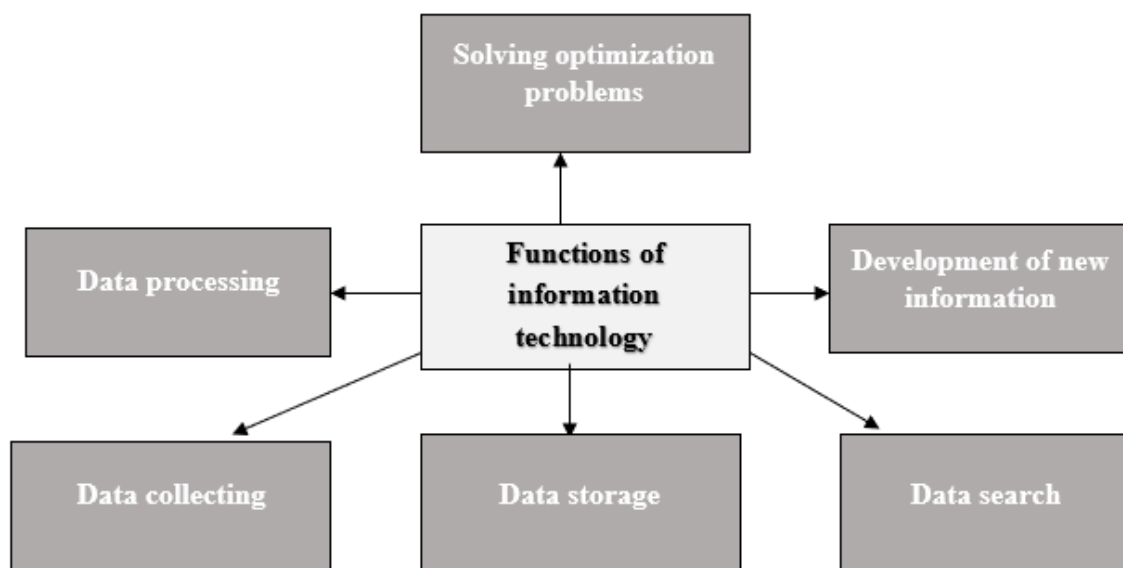 Solving optimization
problems
Data processing
Functions of
information
technology
Development of new
information
Data collecting
Data storage
Data search